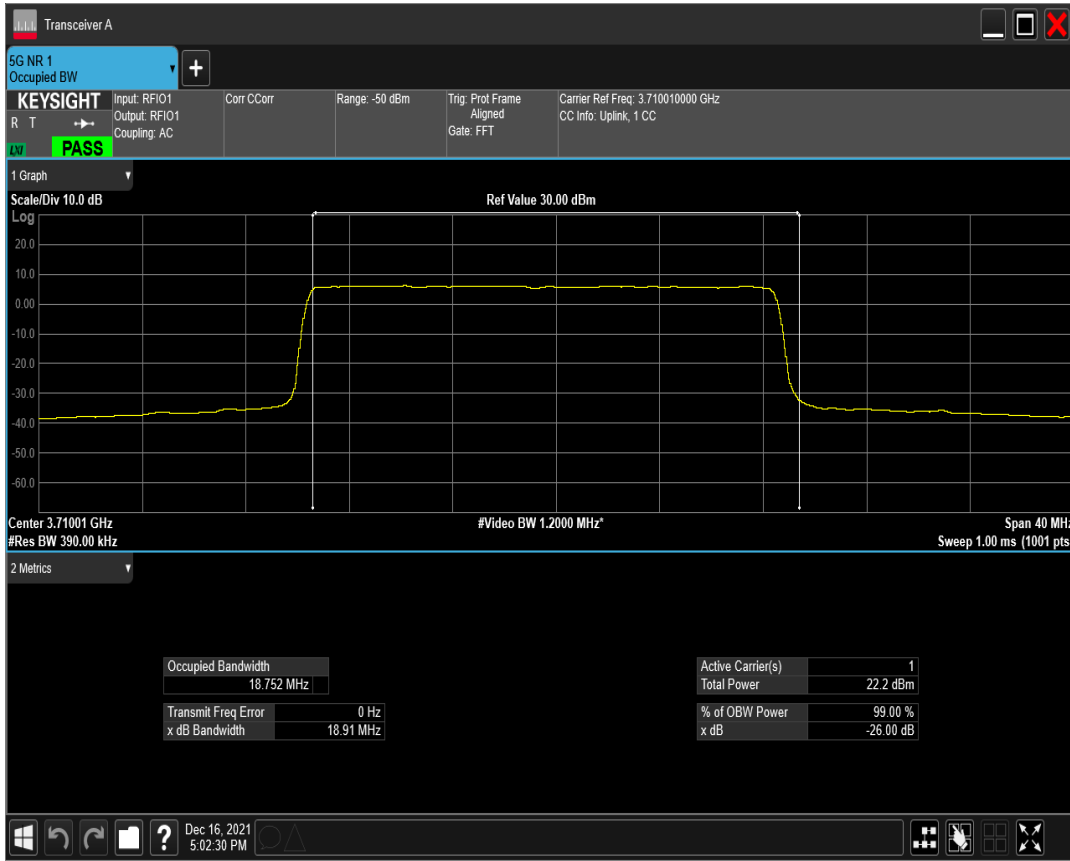 Transceiver A
5G NR 1
Occupied BW
KEYSIGHT
R T
LXI
PASS
Input: RFIO1
Output: RFIO1
Coupling: AC
Corr CCorr
Range: -50 dBm
Trig: Prot Frame
Aligned
Gate: FFT
Carrier Ref Freq: 3.710010000 GHz
CC Info: Uplink, 1 CC
1 Graph
Scale/Div 10.0 dB
Ref Value 30.00 dBm
Log
20.0
10.0
0.00
-10.0
-20.0
-30.0
-40.0
-50.0
-60.0
Center 3.71001 GHz
#Video BW 1.2000 MHz*
Span 40 MHz
#Res BW 390.00 kHz
Sweep 1.00 ms (1001 pts
2 Metrics
Occupied Bandwidth
18.752 MHz
Transmit Freq Error 0 Hz
x dB Bandwidth 18.91 MHz
Active Carrier(s) 1
Total Power 22.2 dBm
% of OBW Power 99.00 %
x dB -26.00 dB
?
Dec 16, 2021
5:02:30 PM